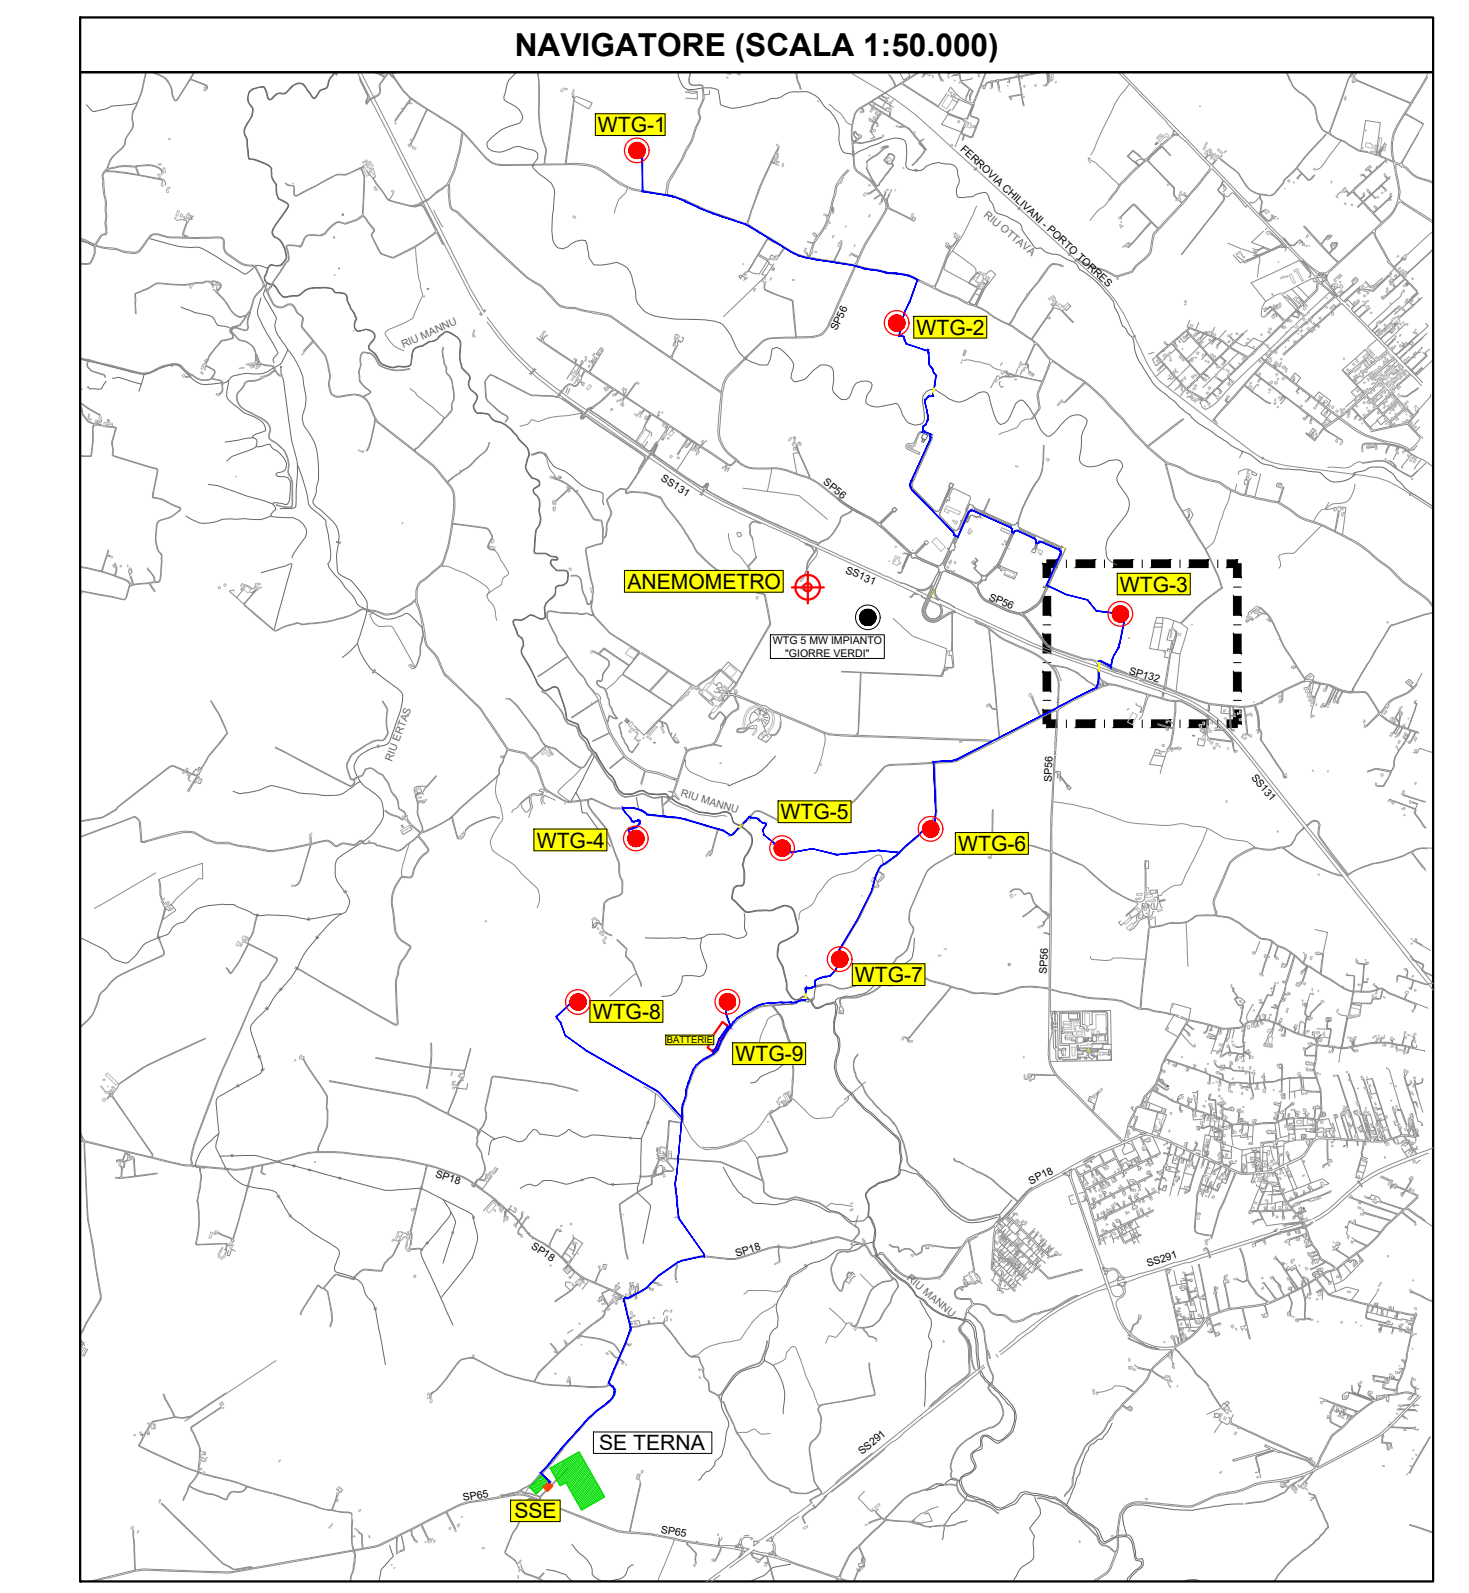 NAVIGATORE (SCALA 1:50.000)
WTG-1
FERROVIA CHILIVANI - PORTO TORRES
RIU OTTAVA
SP56
WTG-2
RIU MANNU
SS131
SP56
ANEMOMETRO
SS131
SP56
WTG-3
WTG 5 MW IMPIANTO
"GIORRE VERDI"
SP132
RIU ERTAS
SP56
SS131
RIU MANNU
WTG-5
WTG-4
WTG-6
SP56
WTG-7
WTG-8
BATTERIE
WTG-9
SP18
SP18
SP18
SP18
SS291
RIU MANNU
SE TERNA
SS291
SP65
SSE
SP65